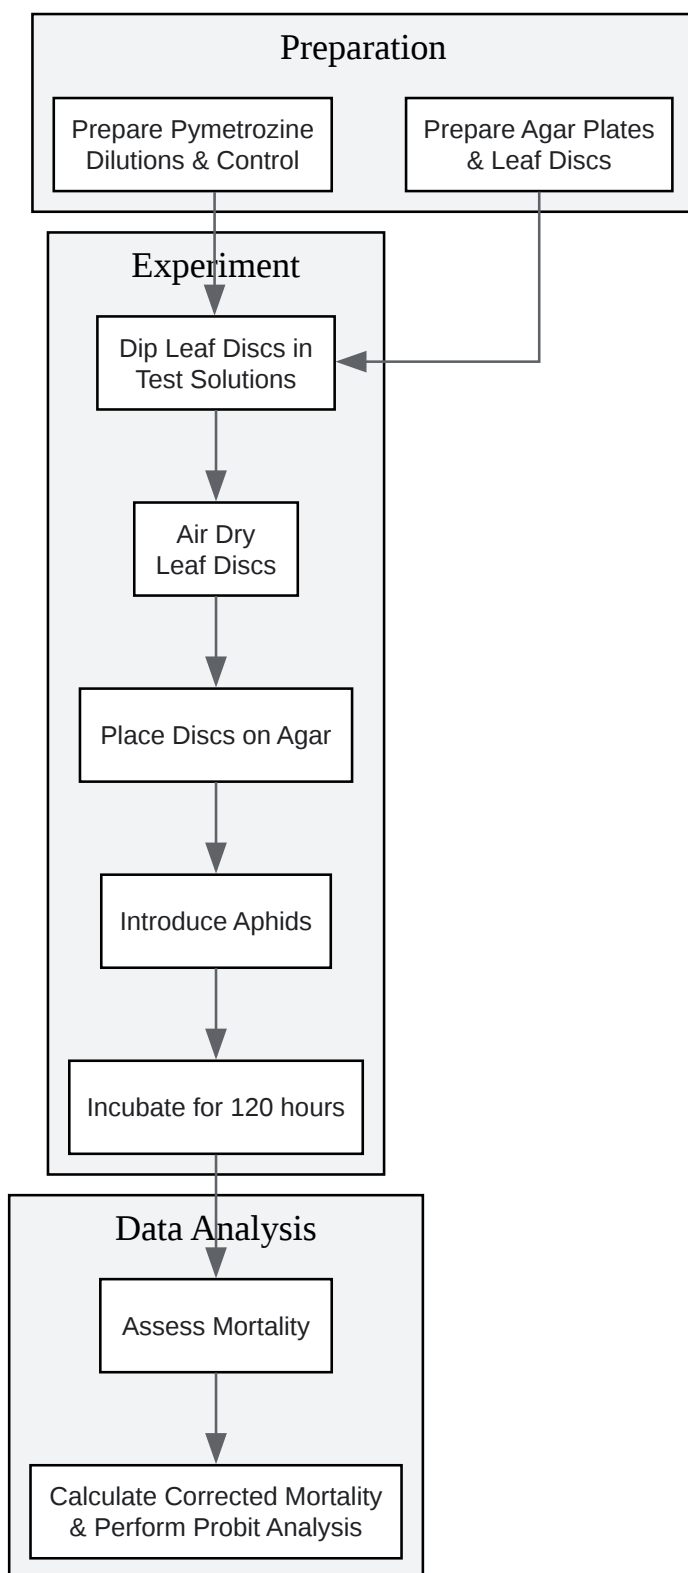 Preparation
Prepare Pymetrozine
Dilutions & Control
Prepare Agar Plates
& Leaf Discs
Experiment
Dip Leaf Discs in
Test Solutions
Air Dry
Leaf Discs
Place Discs on Agar
Introduce Aphids
Incubate for 120 hours
Data Analysis
Assess Mortality
Calculate Corrected Mortality
& Perform Probit Analysis